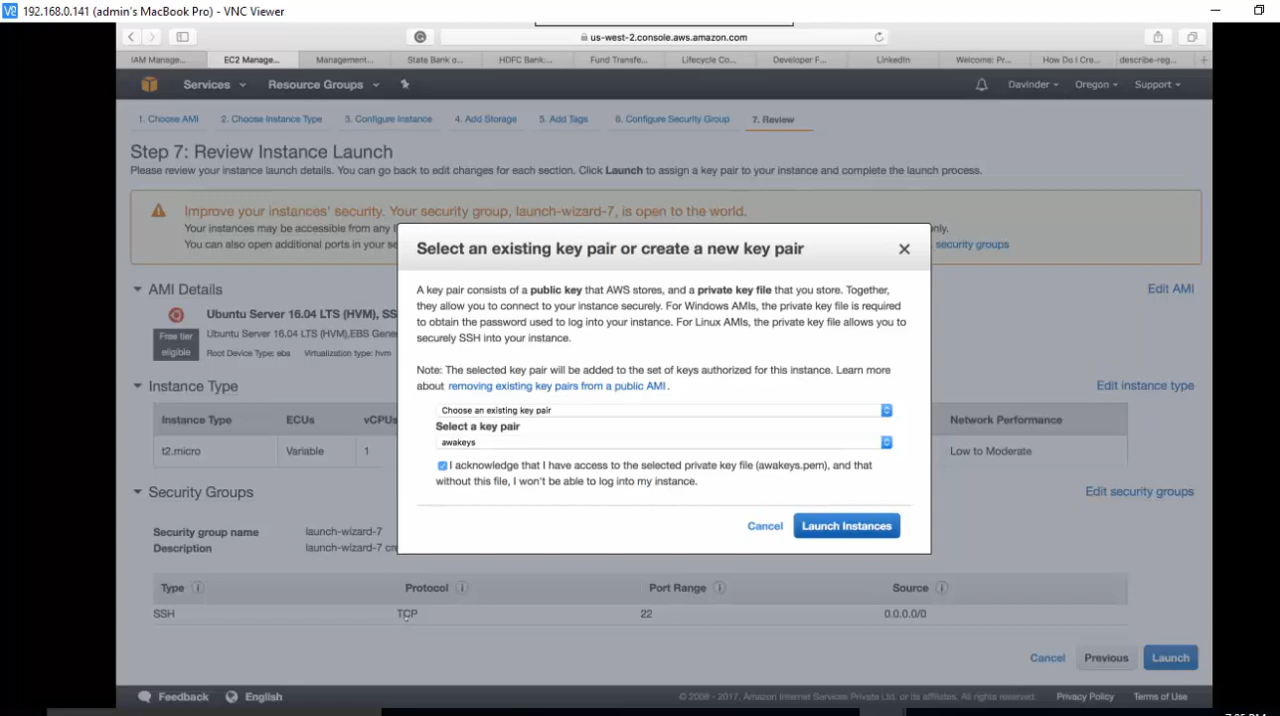 192.168.0.141 (admin's MacBook Pro) - VNC Viewer
us-west-2.console.aws.amazon.com
IAM Manage... EC2 Manage... Management... State Bank o... HDFC Bank:... Fund Transfe... Lifecycle Co... Developer F... LinkedIn Welcome: Pr... How Do I Cre... describe-reg...
Services Resource Groups Davinder Oregon Support
1. Choose AMI 2. Choose Instance Type 3. Configure Instance 4. Add Storage 5. Add Tags 6. Configure Security Group 7. Review
Step 7: Review Instance Launch
Please review your instance launch details. You can go back to edit changes for each section. Click Launch to assign a key pair to your instance and complete the launch process.
Improve your instances' security. Your security group, launch-wizard-7, is open to the world.
Your instances may be accessible from any only.
You can also open additional ports in your se security groups
Select an existing key pair or create a new key pair
A key pair consists of a public key that AWS stores, and a private key file that you store. Together,
they allow you to connect to your instance securely. For Windows AMIs, the private key file is required
to obtain the password used to log into your instance. For Linux AMIs, the private key file allows you to
securely SSH into your instance.
Note: The selected key pair will be added to the set of keys authorized for this instance. Learn more
about removing existing key pairs from a public AMI.
Choose an existing key pair
Select a key pair
awakeys
I acknowledge that I have access to the selected private key file (awakeys.pem), and that
without this file, I won't be able to log into my instance.
Cancel Launch Instances
AMI Details Edit AMI
Ubuntu Server 16.04 LTS (HVM), SS
Free tier eligible
Ubuntu Server 16.04 LTS (HVM),EBS Gene
Root Device Type: ebs Virtualization type: hvm
Instance Type Edit instance type
Instance Type ECUs vCPUs Network Performance
t2.micro Variable 1 Low to Moderate
Security Groups Edit security groups
Security group name launch-wizard-7
Description launch-wizard-7 cre
Type Protocol Port Range Source
SSH TCP 22 0.0.0.0/0
Cancel Previous Launch
Feedback English © 2008 - 2017, Amazon Internet Services Private Ltd. or its affiliates. All rights reserved. Privacy Policy Terms of Use